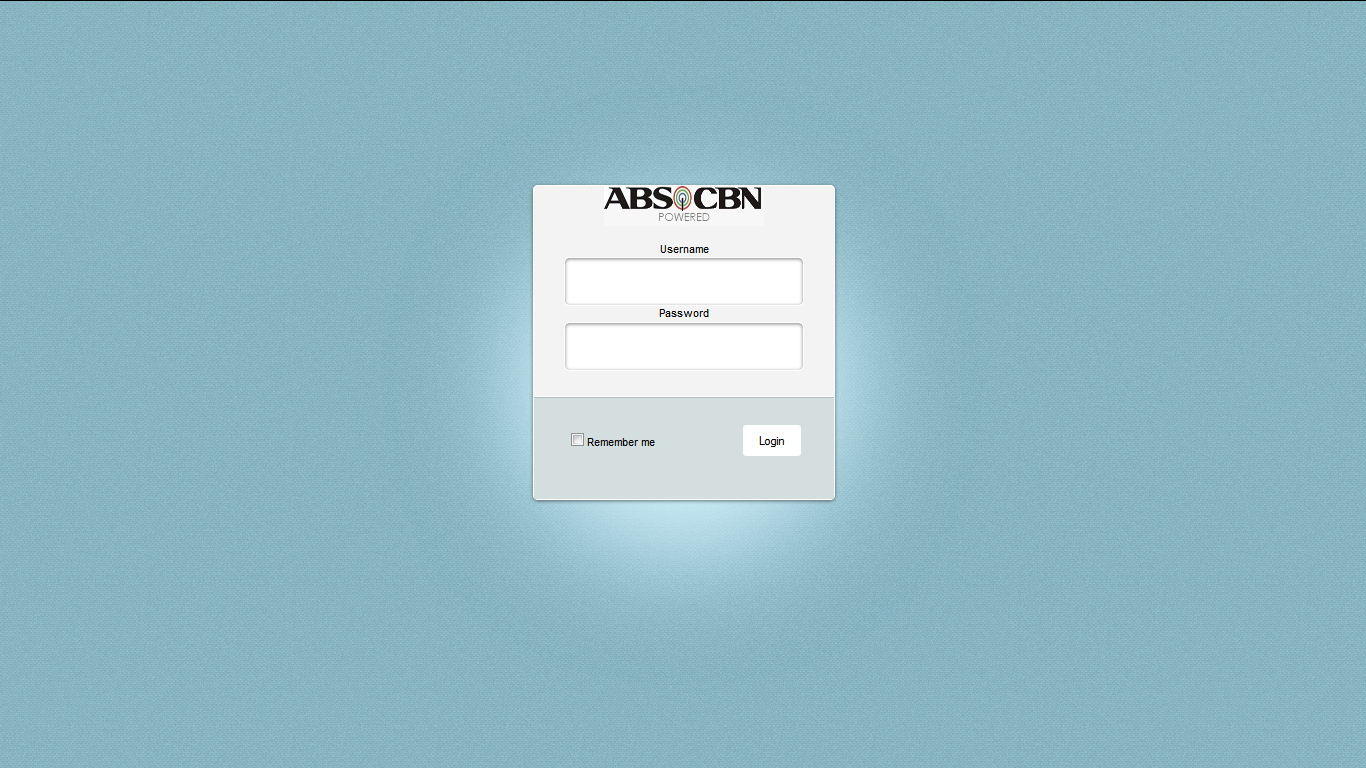 ABS CBN
POWERED
Username
Password
Remember me
Login